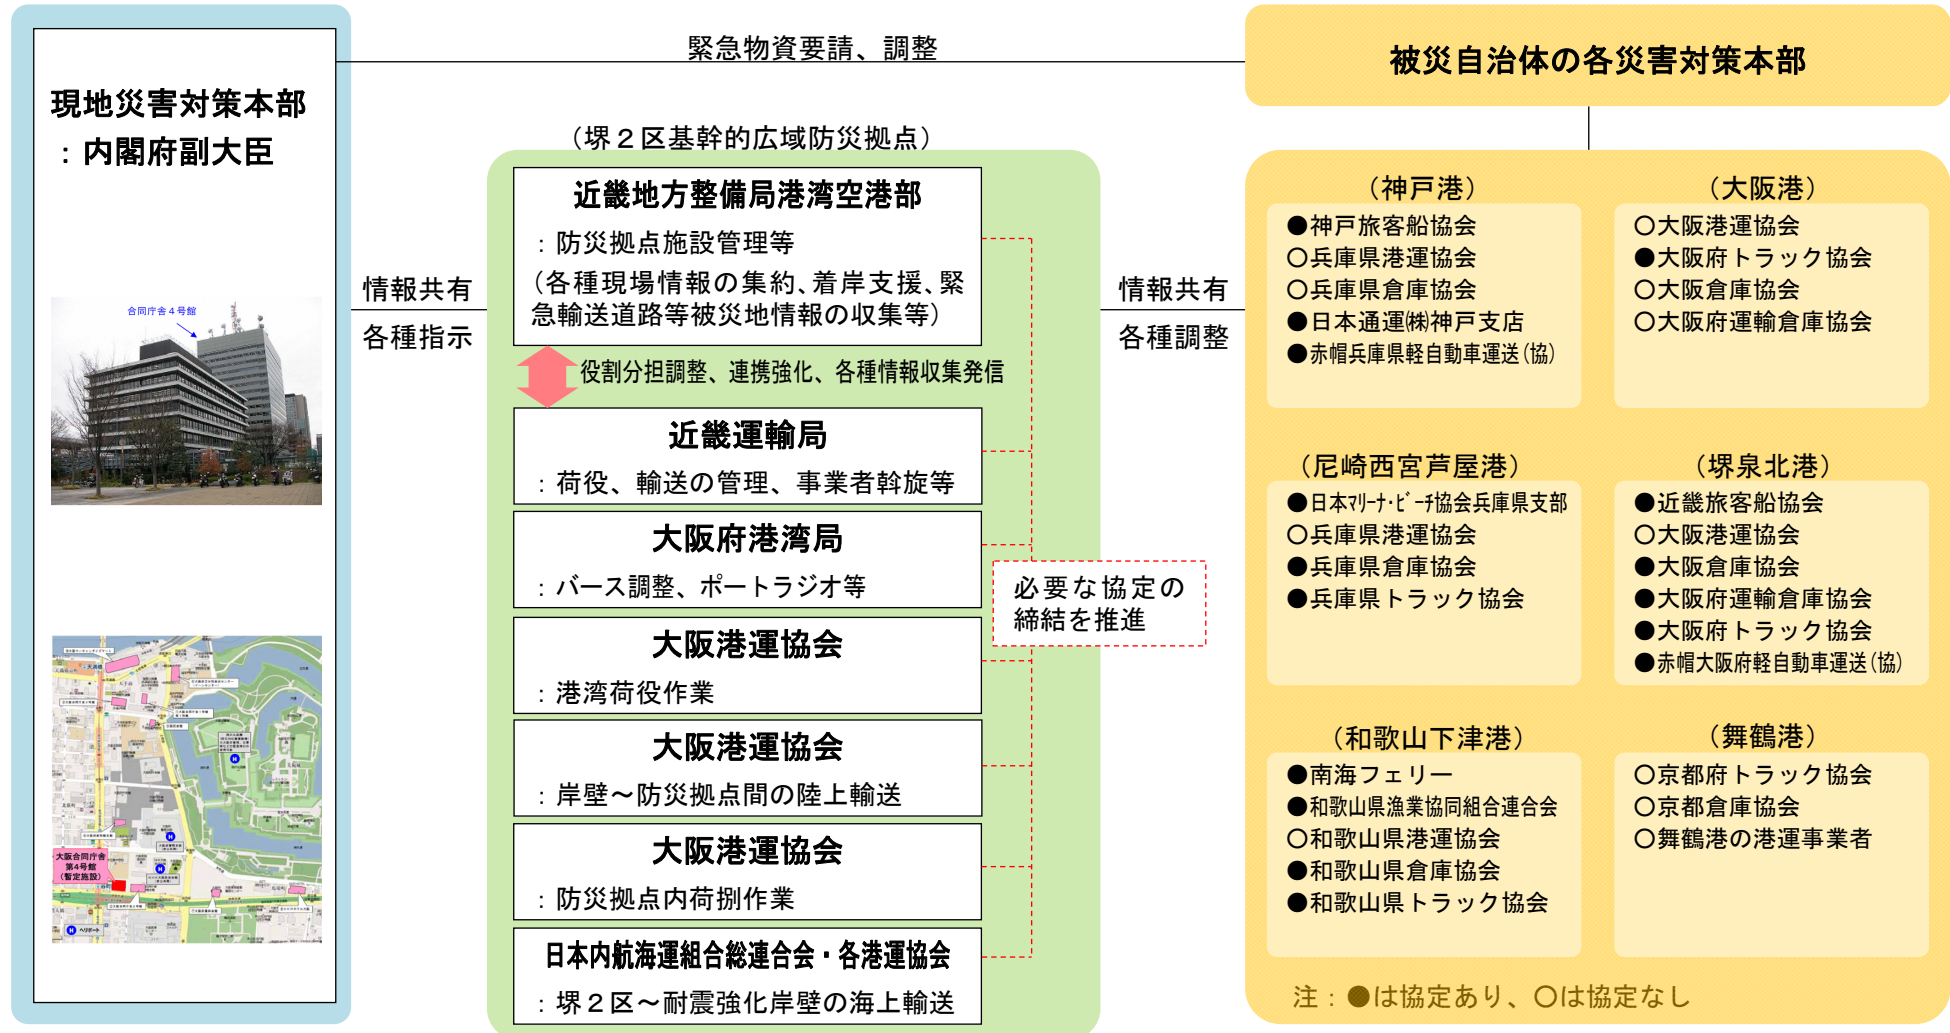 現地災害対策本部
：内閣府副大臣
合同庁舎４号館
大阪合同庁舎
第4号館
(暫定施設)
ヘリポート
緊急物資要請、調整
情報共有
各種指示
（堺２区基幹的広域防災拠点）
近畿地方整備局港湾空港部
：防災拠点施設管理等
（各種現場情報の集約、着岸支援、緊
急輸送道路等被災地情報の収集等）
役割分担調整、連携強化、各種情報収集発信
近畿運輸局
：荷役、輸送の管理、事業者斡旋等
大阪府港湾局
：バース調整、ポートラジオ等
大阪港運協会
：港湾荷役作業
大阪港運協会
：岸壁～防災拠点間の陸上輸送
大阪港運協会
：防災拠点内荷捌作業
日本内航海運組合総連合会・各港運協会
：堺２区～耐震強化岸壁の海上輸送
必要な協定の
締結を推進
情報共有
各種調整
被災自治体の各災害対策本部
（神戸港）
●神戸旅客船協会
○兵庫県港運協会
○兵庫県倉庫協会
●日本通運㈱神戸支店
●赤帽兵庫県軽自動車運送(協)
（大阪港）
○大阪港運協会
●大阪府トラック協会
○大阪倉庫協会
○大阪府運輸倉庫協会
（尼崎西宮芦屋港）
●日本ﾏﾘｰﾅ･ﾋﾞｰﾁ協会兵庫県支部
○兵庫県港運協会
●兵庫県倉庫協会
●兵庫県トラック協会
（堺泉北港）
●近畿旅客船協会
○大阪港運協会
●大阪倉庫協会
●大阪府運輸倉庫協会
●大阪府トラック協会
●赤帽大阪府軽自動車運送(協)
（和歌山下津港）
●南海フェリー
●和歌山県漁業協同組合連合会
○和歌山県港運協会
●和歌山県倉庫協会
●和歌山県トラック協会
（舞鶴港）
○京都府トラック協会
○京都倉庫協会
○舞鶴港の港運事業者
注：●は協定あり、○は協定なし